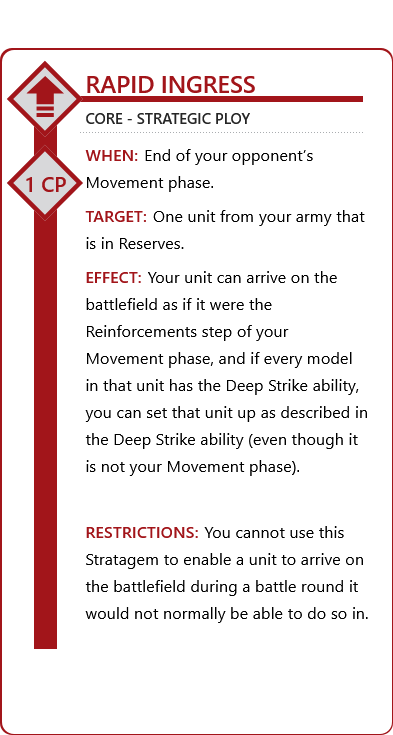 RAPID INGRESS
CORE - STRATEGIC PLOY
1 CP
WHEN: End of your opponent’s
Movement phase.
TARGET: One unit from your army that
is in Reserves.
EFFECT: Your unit can arrive on the
battlefield as if it were the
Reinforcements step of your
Movement phase, and if every model
in that unit has the Deep Strike ability,
you can set that unit up as described in
the Deep Strike ability (even though it
is not your Movement phase).
RESTRICTIONS: You cannot use this
Stratagem to enable a unit to arrive on
the battlefield during a battle round it
would not normally be able to do so in.